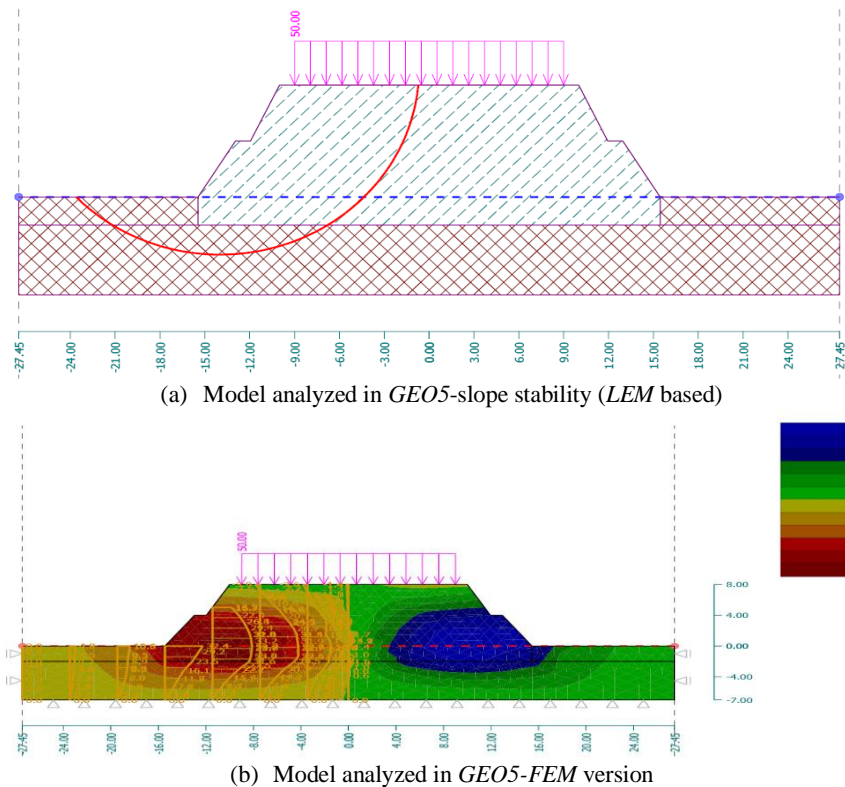 50.00
-27.45 -24.00 -21.00 -18.00 -15.00 -12.00 -9.00 -6.00 -3.00 0.00 3.00 6.00 9.00 12.00 15.00 18.00 21.00 24.00 27.45
(a) Model analyzed in GEO5-slope stability (LEM based)
50.00
8.00
4.00
0.00
-4.00
-7.00
-27.45 -24.00 -20.00 -16.00 -12.00 -8.00 -4.00 0.00 4.00 8.00 12.00 16.00 20.00 24.00 27.45
(b) Model analyzed in GEO5-FEM version